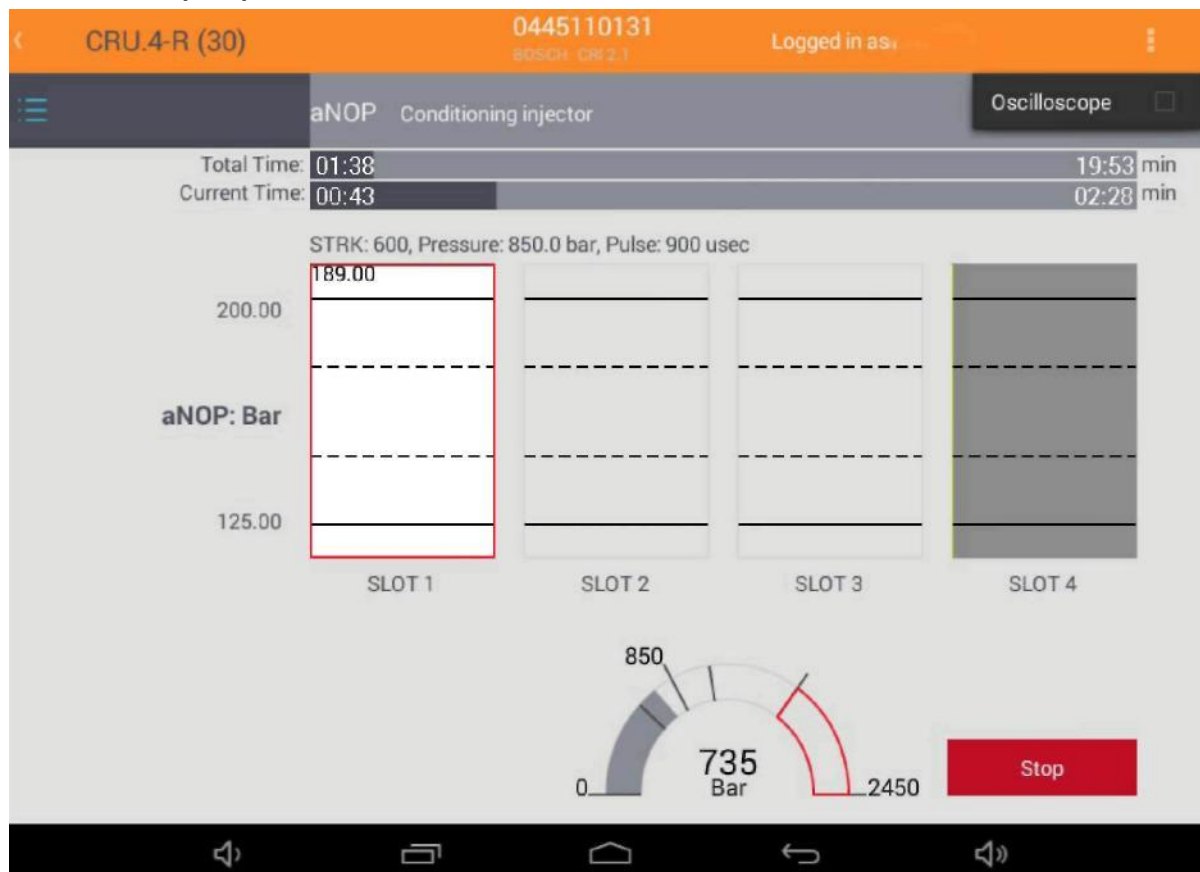 CRU.4-R (30)
0445110131
BOSCH CRI 2.1
Logged in as
aNOP Conditioning injector
Oscilloscope
Total Time: 01:38 19:53 min
Current Time: 00:43 02:28 min
STRK: 600, Pressure: 850.0 bar, Pulse: 900 usec
189.00
200.00
aNOP: Bar
125.00
SLOT 1 SLOT 2 SLOT 3 SLOT 4
850
735
Bar
0
2450
Stop